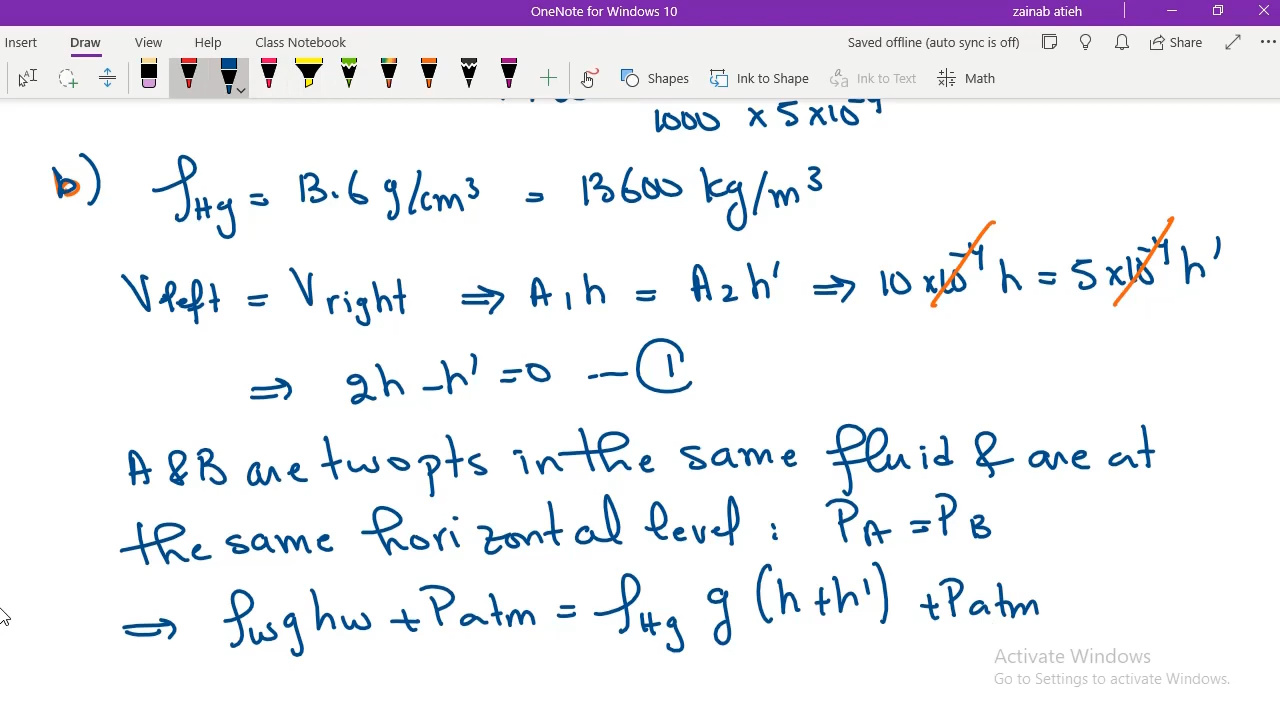 OneNote for Windows 10
zainab atieh
Insert Draw View Help Class Notebook Saved offline (auto sync is off) Share
Shapes Ink to Shape Ink to Text Math
1000 x 5x10
b) ρHg = 13.6 g/cm³ = 13600 kg/m³
Vleft = Vright ⇒ A₁h = A₂h' ⇒ 10x10⁻⁴ h = 5x10⁻⁴ h'
⇒ 2h - h' = 0 --- ①
A & B are two pts in the same fluid & are at
the same horizontal level : PA = PB
⇒ ρw g hw + Patm = ρHg g (h + h') + Patm
Activate Windows
Go to Settings to activate Windows.